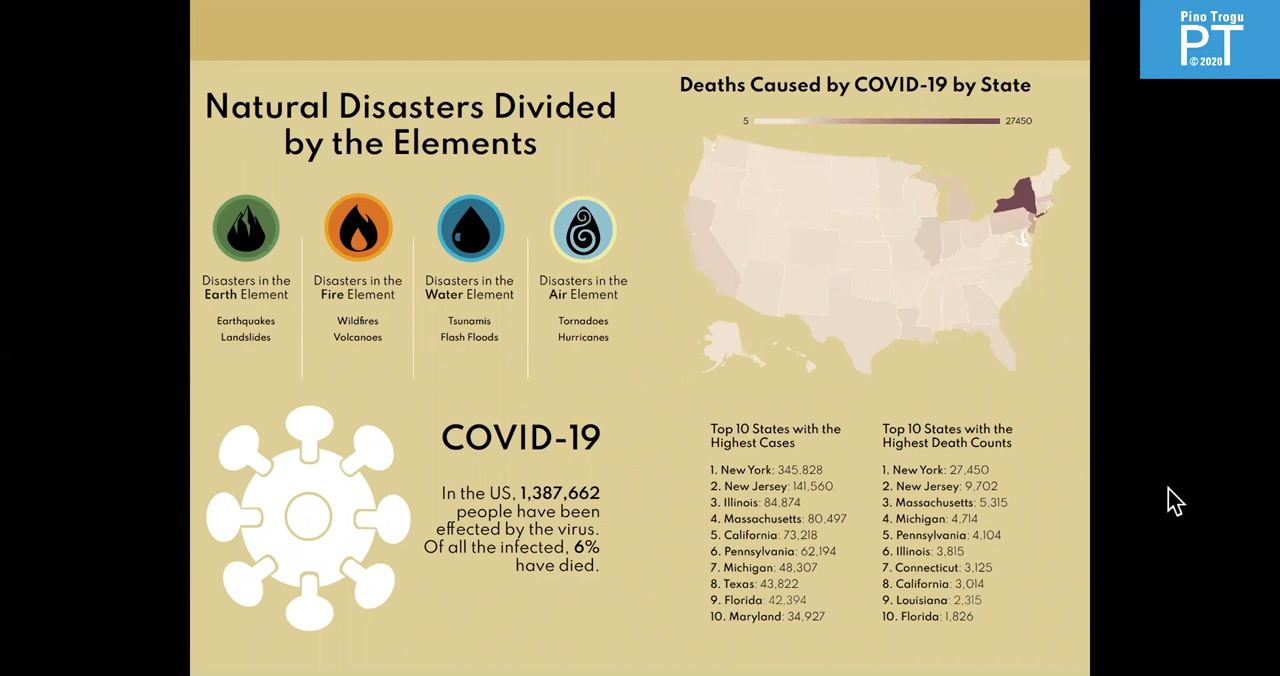 Pino Trogu
PT
© 2020
Natural Disasters Divided
by the Elements
Disasters in the
Earth Element
Earthquakes
Landslides
Disasters in the
Fire Element
Wildfires
Volcanoes
Disasters in the
Water Element
Tsunamis
Flash Floods
Disasters in the
Air Element
Tornadoes
Hurricanes
Deaths Caused by COVID-19 by State
5 27450
COVID-19
In the US, 1,387,662
people have been
effected by the virus.
Of all the infected, 6%
have died.
Top 10 States with the
Highest Cases
1. New York: 345,828
2. New Jersey: 141,560
3. Illinois: 84,874
4. Massachusetts: 80,497
5. California: 73,218
6. Pennsylvania: 62,194
7. Michigan: 48,307
8. Texas: 43,822
9. Florida: 42,394
10. Maryland: 34,927
Top 10 States with the
Highest Death Counts
1. New York: 27,450
2. New Jersey: 9,702
3. Massachusetts: 5,315
4. Michigan: 4,714
5. Pennsylvania: 4,104
6. Illinois: 3,815
7. Connecticut: 3,125
8. California: 3,014
9. Louisiana: 2,315
10. Florida: 1,826